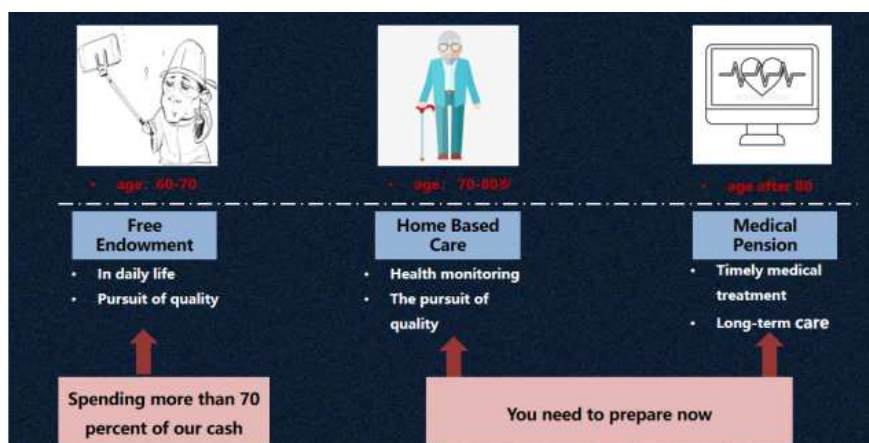 • age: 60-70
• age: 70-80岁
• age after 80
Free
Endowment
• In daily life
• Pursuit of quality
Home Based
Care
• Health monitoring
• The pursuit of
quality
Medical
Pension
• Timely medical
treatment
• Long-term care
Spending more than 70
percent of our cash
You need to prepare now